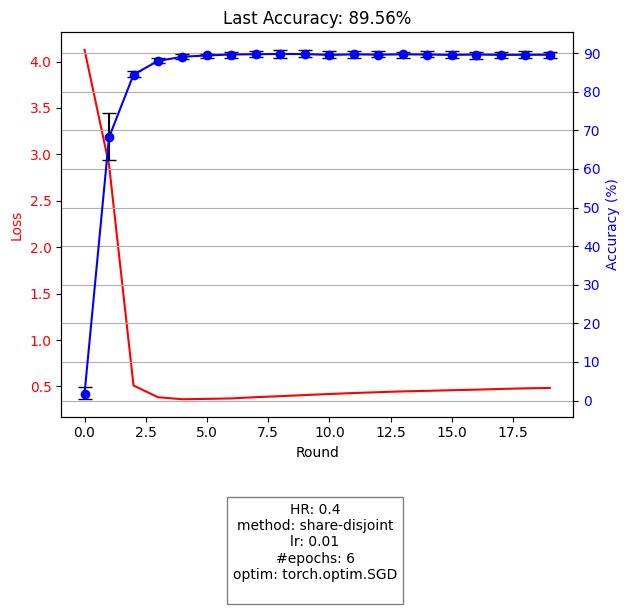 Last Accuracy: 89.56%
4.0
3.5
3.0
2.5
2.0
1.5
1.0
0.5
Loss
90
80
70
60
50
40
30
20
10
0
Accuracy (%)
0.0 2.5 5.0 7.5 10.0 12.5 15.0 17.5
Round
HR: 0.4
method: share-disjoint
lr: 0.01
#epochs: 6
optim: torch.optim.SGD